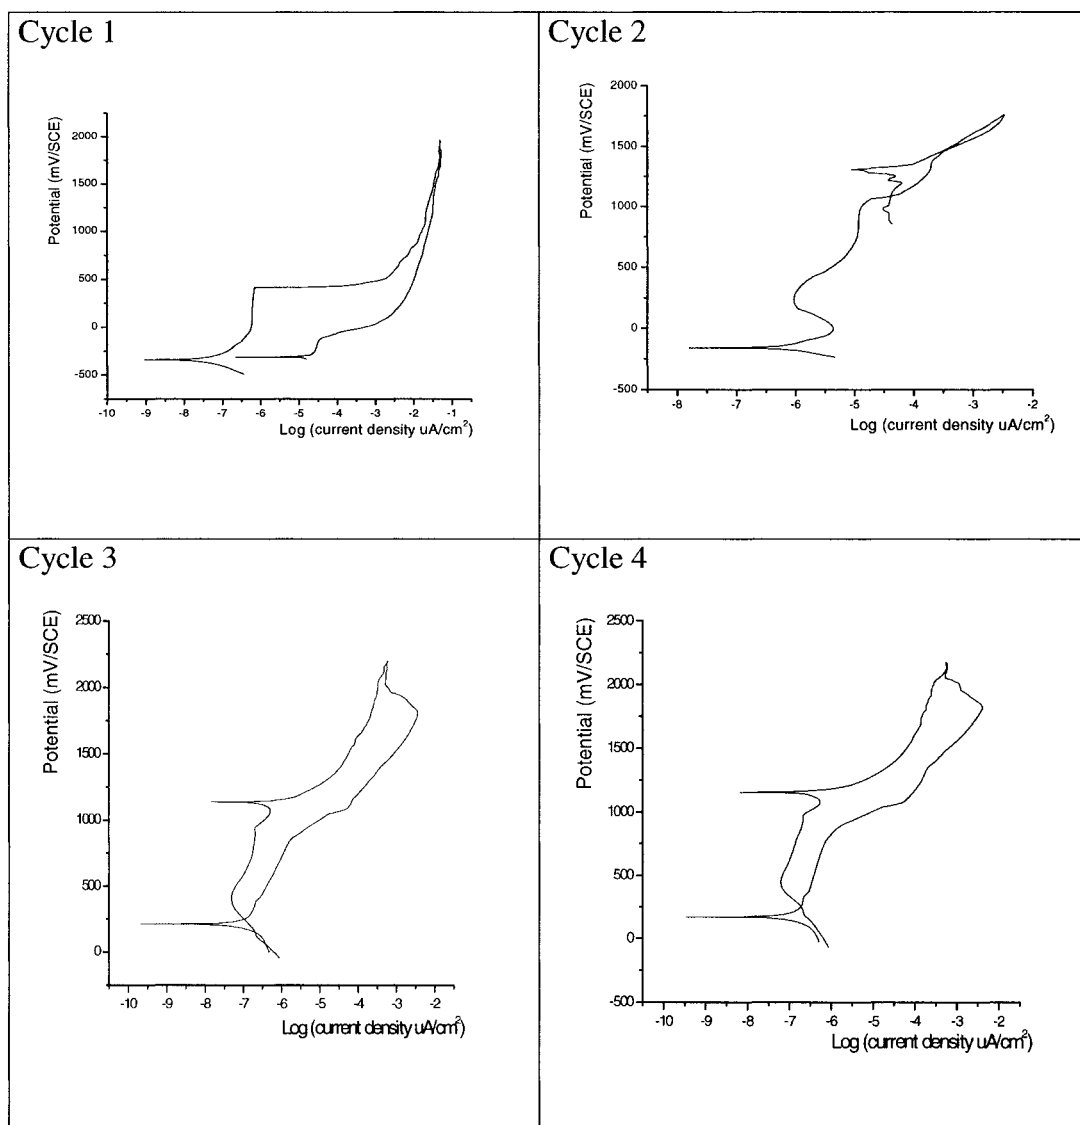 Cycle 1
Potential (mV/SCE)
2000
1500
1000
500
0
-500
-10 -9 -8 -7 -6 -5 -4 -3 -2 -1 0
Log (current density uA/cm²)
Cycle 2
Potential (mV/SCE)
2000
1500
1000
500
0
-500
-8 -7 -6 -5 -4 -3 -2
Log (current density uA/cm²)
Cycle 3
Potential (mV/SCE)
2500
2000
1500
1000
500
0
-10 -9 -8 -7 -6 -5 -4 -3 -2
Log (current density uA/cm²)
Cycle 4
Potential (mV/SCE)
2500
2000
1500
1000
500
0
-500
-10 -9 -8 -7 -6 -5 -4 -3 -2
Log (current density uA/cm²)